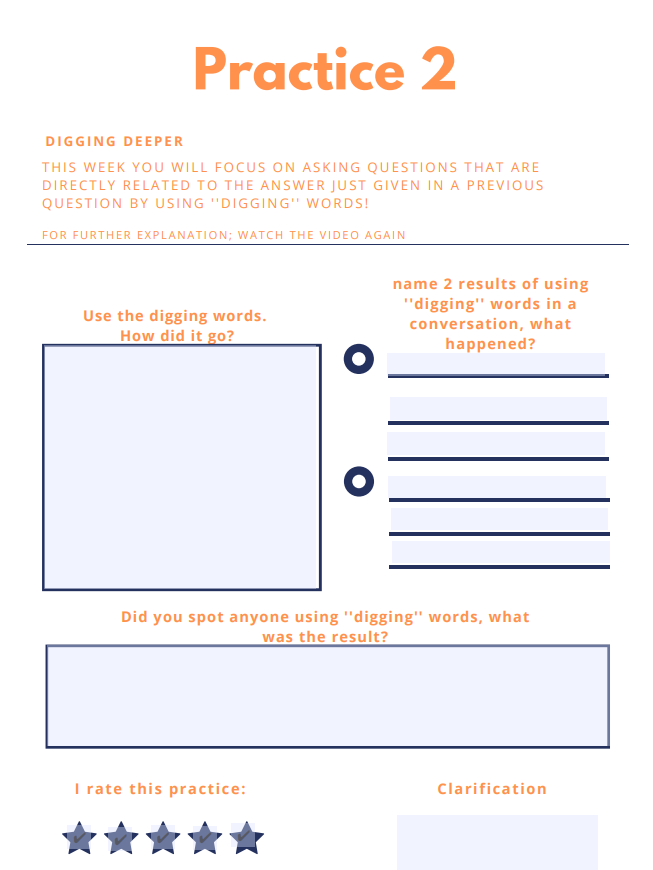 Practice 2
DIGGING DEEPER
THIS WEEK YOU WILL FOCUS ON ASKING QUESTIONS THAT ARE
DIRECTLY RELATED TO THE ANSWER JUST GIVEN IN A PREVIOUS
QUESTION BY USING ''DIGGING'' WORDS!
FOR FURTHER EXPLANATION; WATCH THE VIDEO AGAIN
Use the digging words.
How did it go?
name 2 results of using
''digging'' words in a
conversation, what
happened?
Did you spot anyone using ''digging'' words, what
was the result?
I rate this practice:
Clarification